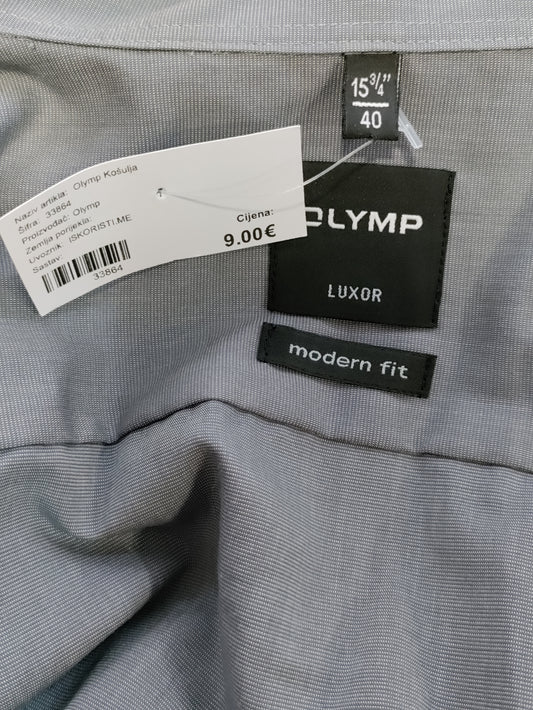 15 3/4"
40
OLYMP
LUXOR
modern fit
Naziv artikla: Olymp Košulja
Šifra: 33864
Proizvođač: Olymp
Zemlja porijekla:
Uvoznik: ISKORISTI.ME
Sastav:
33864
Cijena:
9.00€